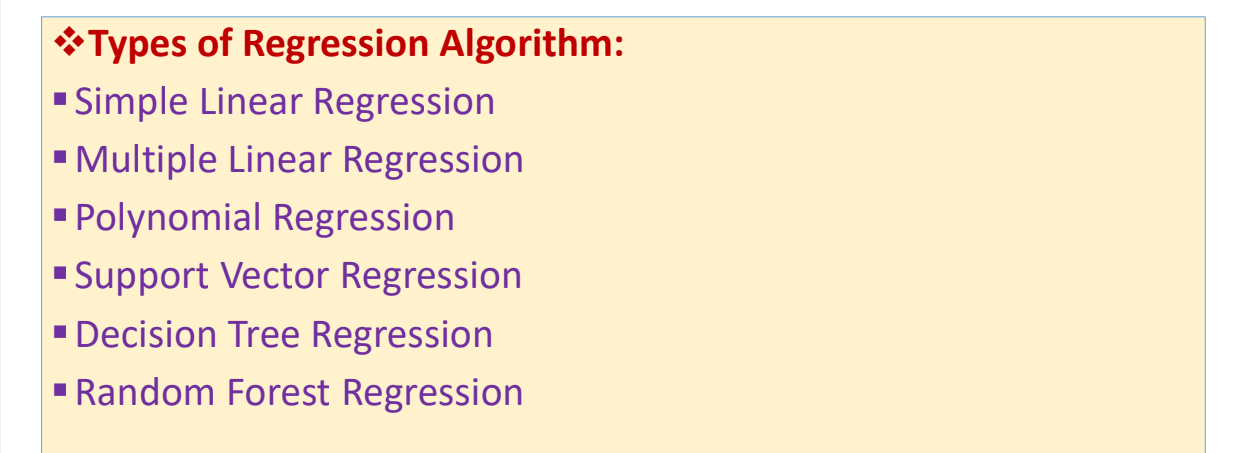 ❖Types of Regression Algorithm:
▪Simple Linear Regression
▪Multiple Linear Regression
▪Polynomial Regression
▪Support Vector Regression
▪Decision Tree Regression
▪Random Forest Regression